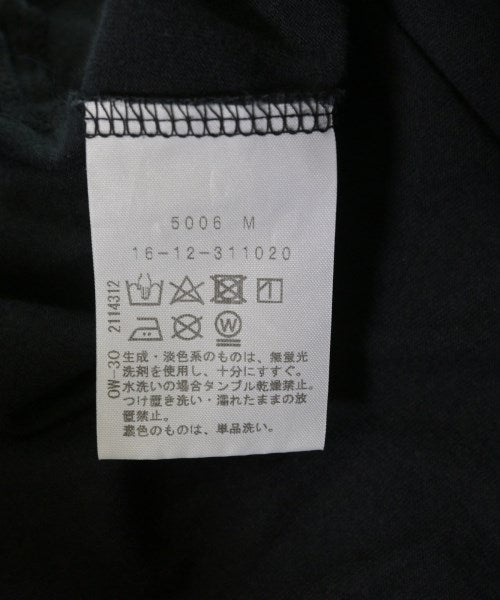 5006 M
16-12-311020
OW-30 2114312
W
生成・淡色系のものは、無蛍光
洗剤を使用し、十分にすすぐ。
水洗いの場合タンブル乾燥禁止。
つけ置き洗い・濡れたままの放
置禁止。
濃色のものは、単品洗い。